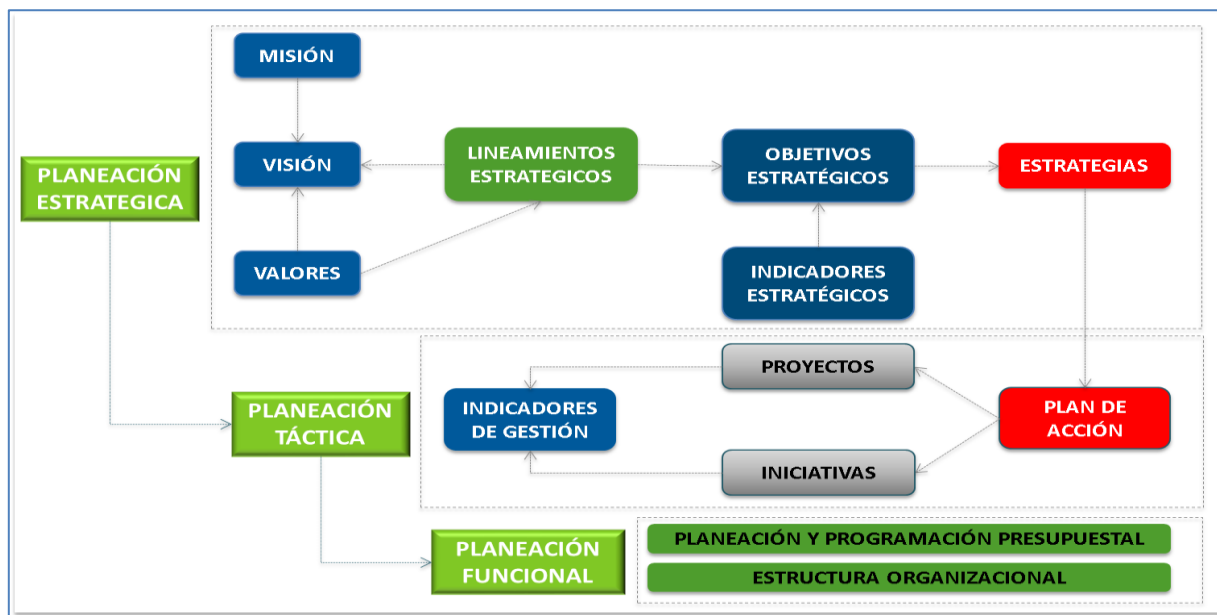 MISIÓN
VISIÓN
VALORES
LINEAMIENTOS
ESTRATEGICOS
OBJETIVOS
ESTRATÉGICOS
INDICADORES
ESTRATÉGICOS
ESTRATEGIAS
PLANEACIÓN
ESTRATEGICA
PLANEACIÓN
TÁCTICA
INDICADORES
DE GESTIÓN
PROYECTOS
INICIATIVAS
PLAN DE
ACCIÓN
PLANEACIÓN
FUNCIONAL
PLANEACIÓN Y PROGRAMACIÓN PRESUPUESTAL
ESTRUCTURA ORGANIZACIONAL